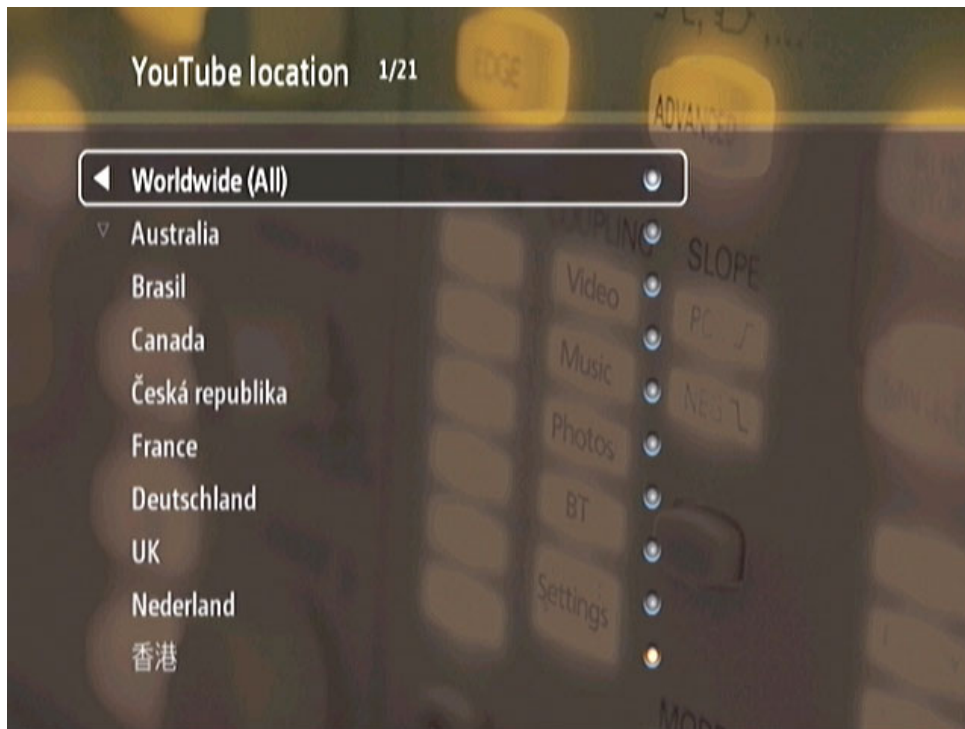 YouTube location 1/21
EDGE
ADVANCED
Worldwide (All)
Australia
COUPLING
SLOPE
Brasil
Video
Canada
Music
Česká republika
NEG
France
Photos
Deutschland
BT
UK
Nederland
Settings
香港